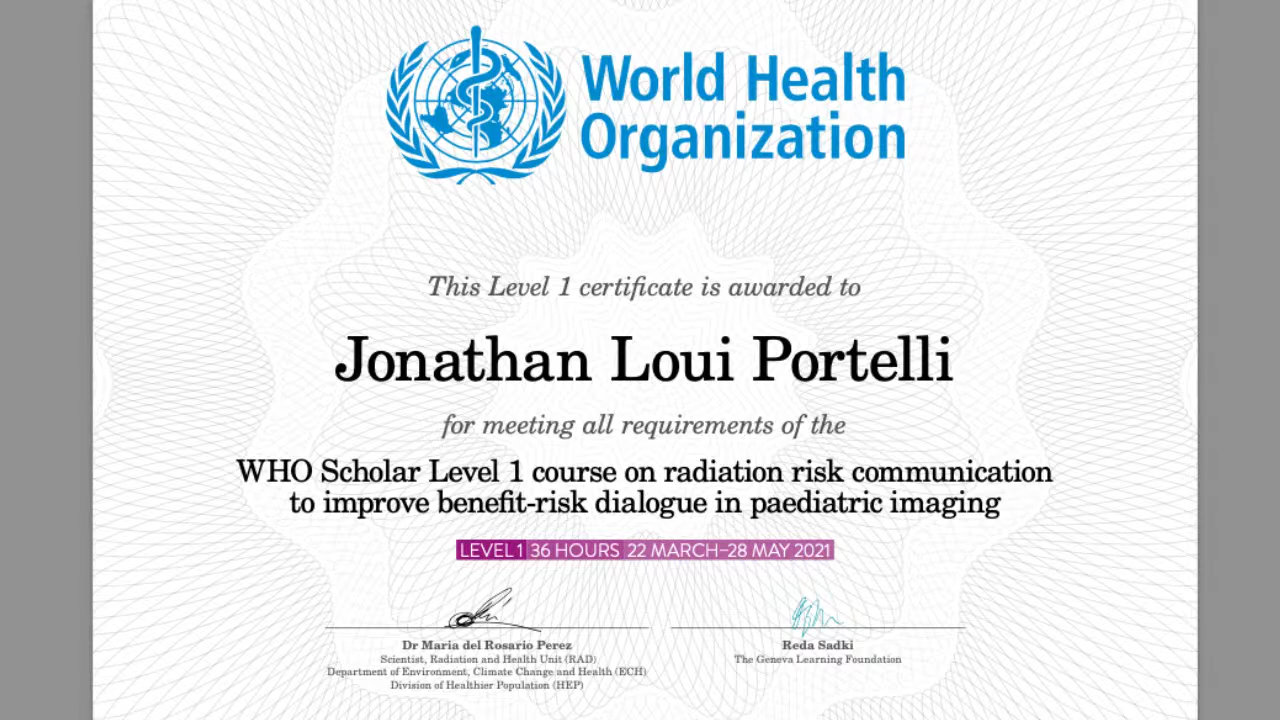 World Health
Organization
This Level 1 certificate is awarded to
Jonathan Loui Portelli
for meeting all requirements of the
WHO Scholar Level 1 course on radiation risk communication
to improve benefit-risk dialogue in paediatric imaging
LEVEL 1 36 HOURS 22 MARCH–28 MAY 2021
Dr Maria del Rosario Perez
Scientist, Radiation and Health Unit (RAD)
Department of Environment, Climate Change and Health (ECH)
Division of Healthier Population (HEP)
Reda Sadki
The Geneva Learning Foundation